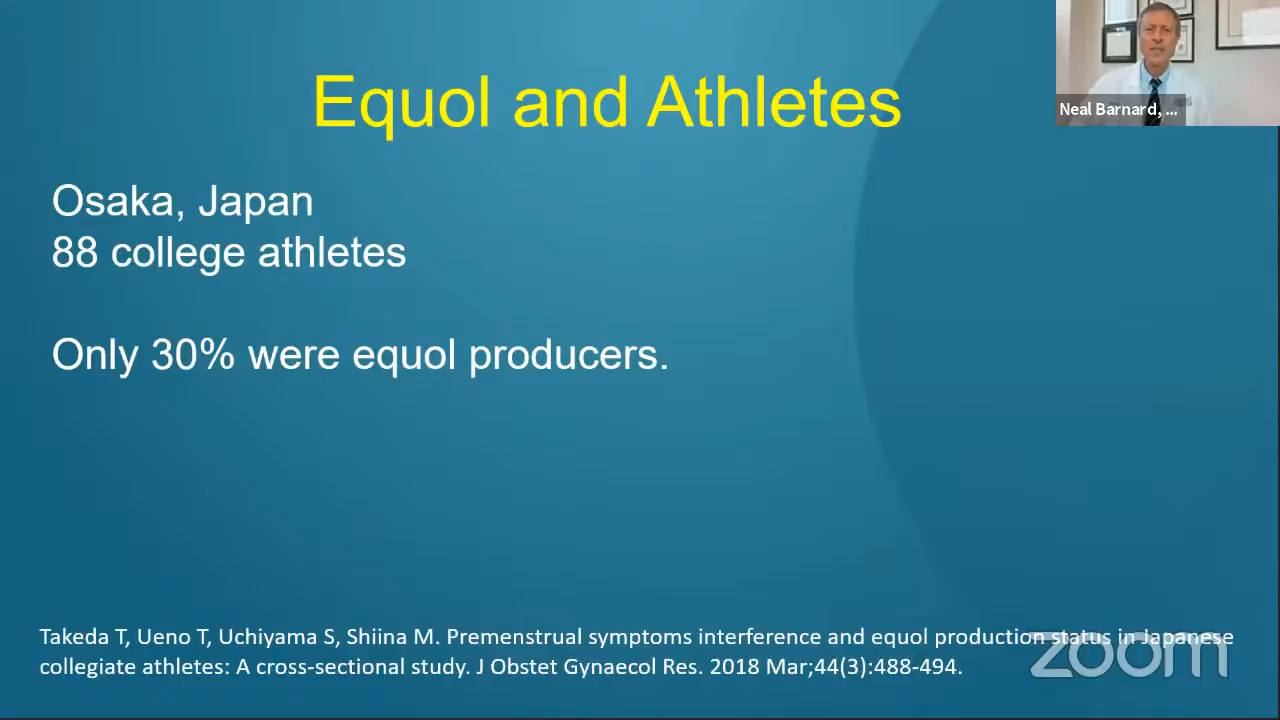 Equol and Athletes
Neal Barnard, ...
Osaka, Japan
88 college athletes
Only 30% were equol producers.
Takeda T, Ueno T, Uchiyama S, Shiina M. Premenstrual symptoms interference and equol production status in Japanese
collegiate athletes: A cross-sectional study. J Obstet Gynaecol Res. 2018 Mar;44(3):488-494.
zoom